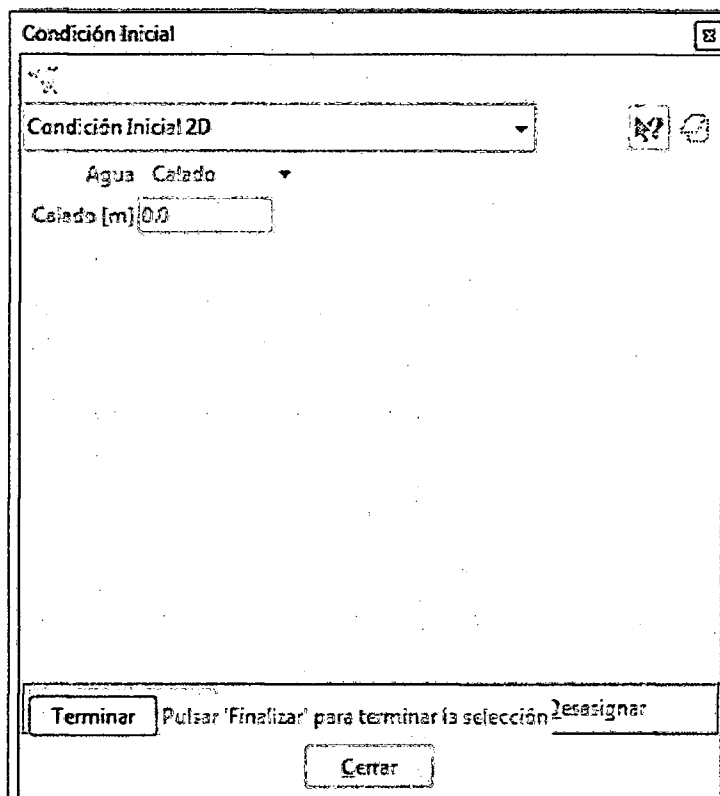 Condición Inicial
Condición Inicial 2D
Agua Calado
Calado [m] 0.0
Terminar Pulsar 'Finalizar' para terminar la selección Desasignar
Cerrar